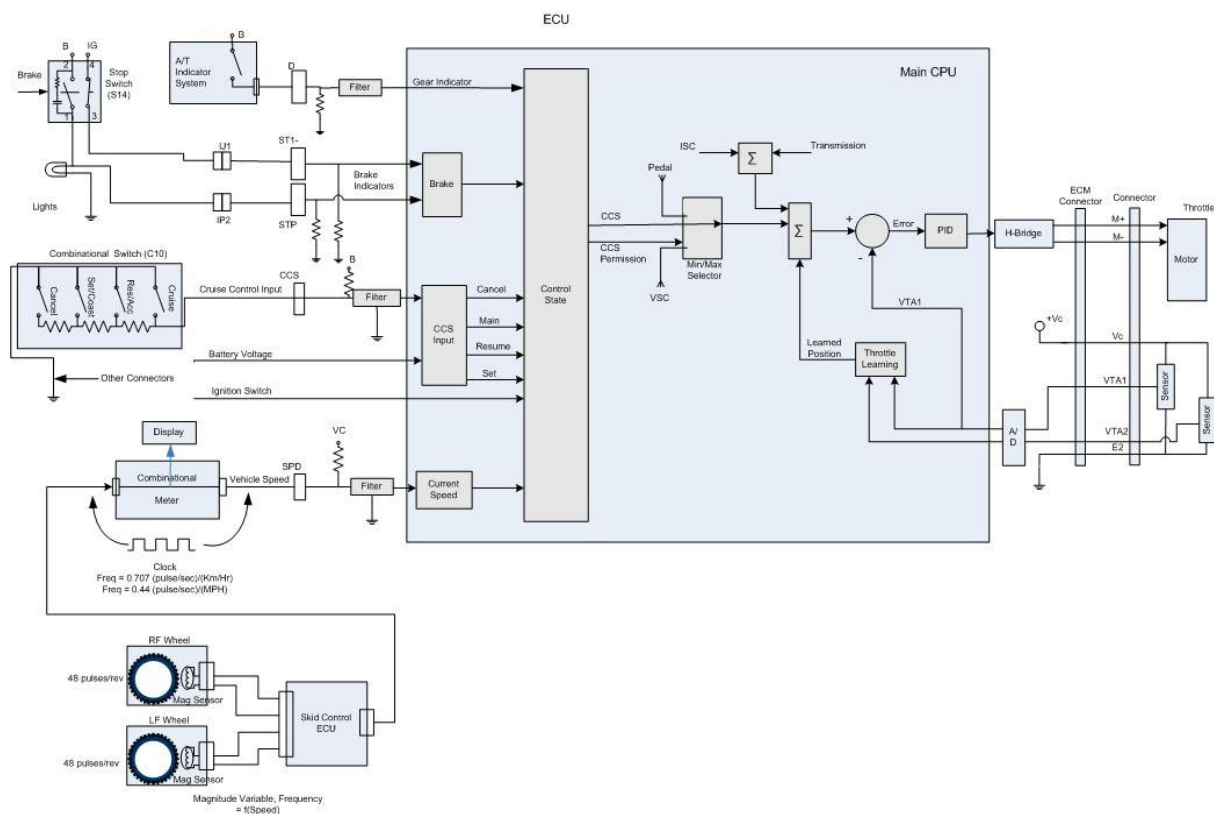 ECU
B
IG
2
4
Brake
Stop
Switch
(S14)
1
3
Lights
B
A/T
Indicator
System
D
Filter
Gear Indicator
Main CPU
IJ1
ST1-
IP2
STP
Brake
Indicators
Brake
Combinational Switch (C10)
Cancel
Set/Coast
Res/Acc
Cruise
Cruise Control Input
CCS
B
Filter
CCS
Input
Cancel
Main
Resume
Set
Battery Voltage
Other Connectors
Ignition Switch
Control
State
Display
Combinational
Meter
Vehicle Speed
SPD
VC
Filter
Current
Speed
Clock
Freq = 0.707 (pulse/sec)/(Km/Hr)
Freq = 0.44 (pulse/sec)/(MPH)
RF Wheel
48 pulses/rev
Mag Sensor
LF Wheel
48 pulses/rev
Mag Sensor
Skid Control
ECU
Magnitude Variable, Frequency
= f(Speed)
ISC
Σ
Transmission
Pedal
CCS
CCS
Permission
Min/Max
Selector
VSC
Σ
+
-
Error
PID
H-Bridge
VTA1
Learned
Position
Throttle
Learning
A/
D
ECM
Connector
Connector
Throttle
M+
M-
Motor
+Vc
Vc
VTA1
Sensor
VTA2
Sensor
E2